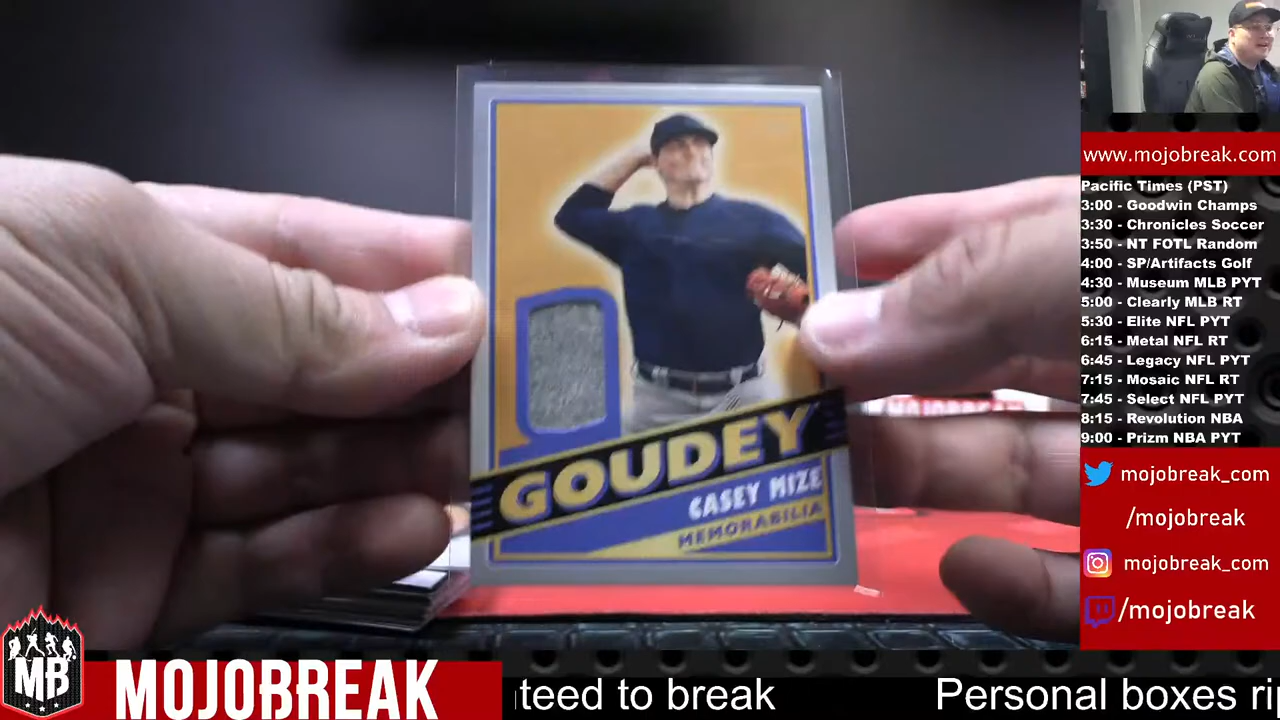 GOUDEY
CASEY MIZE
MEMORABILIA
MOJOBREAK
www.mojobreak.com
Pacific Times (PST)
3:00 - Goodwin Champs
3:30 - Chronicles Soccer
3:50 - NT FOTL Random
4:00 - SP/Artifacts Golf
4:30 - Museum MLB PYT
5:00 - Clearly MLB RT
5:30 - Elite NFL PYT
6:15 - Metal NFL RT
6:45 - Legacy NFL PYT
7:15 - Mosaic NFL RT
7:45 - Select NFL PYT
8:15 - Revolution NBA
9:00 - Prizm NBA PYT
mojobreak_com
/mojobreak
mojobreak_com
/mojobreak
MB
MOJOBREAK
teed to break
Personal boxes rip